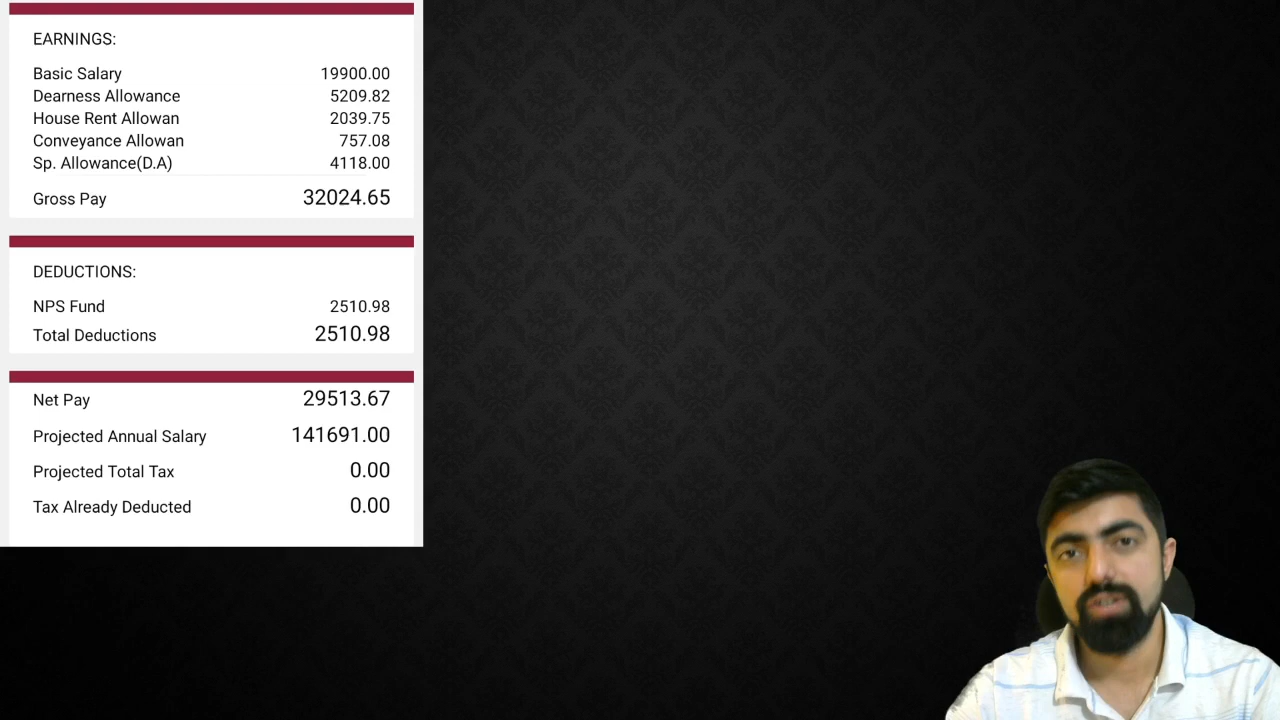 EARNINGS:
Basic Salary 19900.00
Dearness Allowance 5209.82
House Rent Allowan 2039.75
Conveyance Allowan 757.08
Sp. Allowance(D.A) 4118.00
Gross Pay 32024.65
DEDUCTIONS:
NPS Fund 2510.98
Total Deductions 2510.98
Net Pay 29513.67
Projected Annual Salary 141691.00
Projected Total Tax 0.00
Tax Already Deducted 0.00